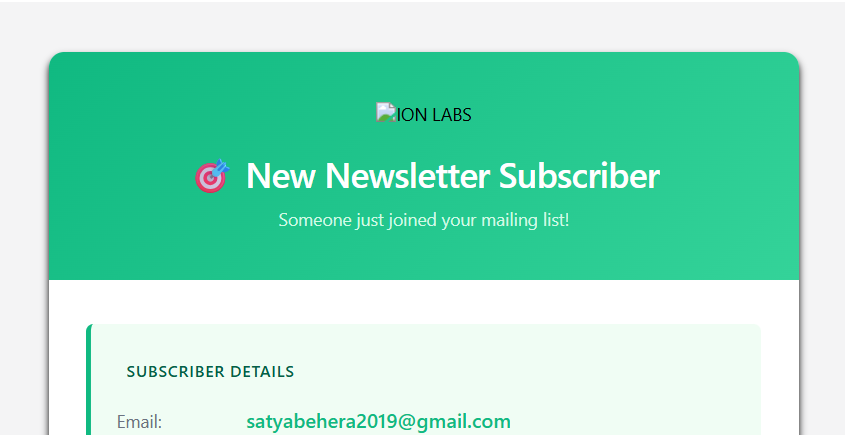 ION LABS
New Newsletter Subscriber
Someone just joined your mailing list!
SUBSCRIBER DETAILS
Email: satyabehera2019@gmail.com